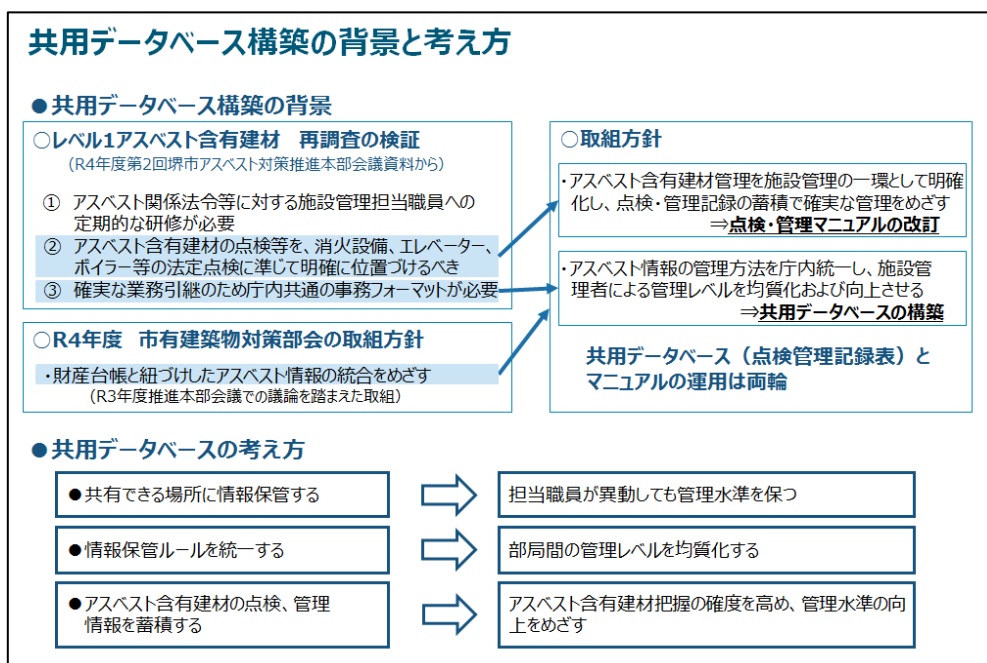 共用データベース構築の背景と考え方
●共用データベース構築の背景
○レベル1アスベスト含有建材　再調査の検証
(R4年度第2回堺市アスベスト対策推進本部会議資料から)
①　アスベスト関係法令等に対する施設管理担当職員への
定期的な研修が必要
②　アスベスト含有建材の点検等を、消火設備、エレベーター、
ボイラー等の法定点検に準じて明確に位置づけるべき
③　確実な業務引継のため庁内共通の事務フォーマットが必要
○R4年度　市有建築物対策部会の取組方針
・財産台帳と紐づけしたアスベスト情報の統合をめざす
(R3年度推進本部会議での議論を踏まえた取組)
○取組方針
・アスベスト含有建材管理を施設管理の一環として明確
化し、点検・管理記録の蓄積で確実な管理をめざす
⇒点検・管理マニュアルの改訂
・アスベスト情報の管理方法を庁内統一し、施設管
理者による管理レベルを均質化および向上させる
⇒共用データベースの構築
共用データベース（点検管理記録表）と
マニュアルの運用は両輪
●共用データベースの考え方
●共有できる場所に情報保管する
担当職員が異動しても管理水準を保つ
●情報保管ルールを統一する
部局間の管理レベルを均質化する
●アスベスト含有建材の点検、管理
情報を蓄積する
アスベスト含有建材把握の確度を高め、管理水準の向
上をめざす